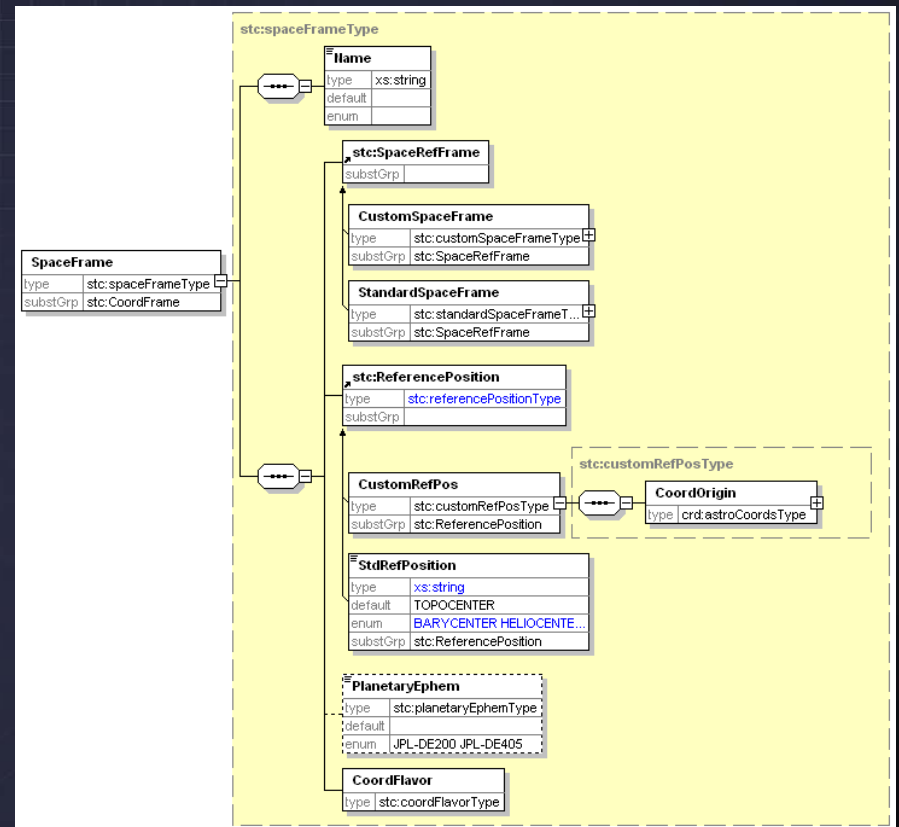 stc:spaceFrameType
Name
type xs:string
default
enum
stc:SpaceRefFrame
substGrp
CustomSpaceFrame
type stc:customSpaceFrameType
substGrp stc:SpaceRefFrame
SpaceFrame
type stc:spaceFrameType
substGrp stc:CoordFrame
StandardSpaceFrame
type stc:standardSpaceFrameT...
substGrp stc:SpaceRefFrame
stc:ReferencePosition
type stc:referencePositionType
substGrp
stc:customRefPosType
CustomRefPos
type stc:customRefPosType
substGrp stc:ReferencePosition
CoordOrigin
type crd:astroCoordsType
StdRefPosition
type xs:string
default TOPOCENTER
enum BARYCENTER HELIOCENTE...
substGrp stc:ReferencePosition
PlanetaryEphem
type stc:planetaryEphemType
default
enum JPL-DE200 JPL-DE405
CoordFlavor
type stc:coordFlavorType